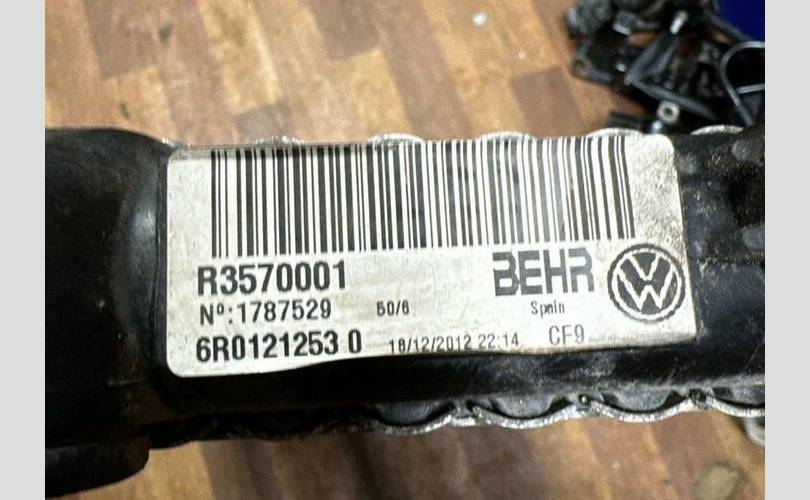 R3570001 BEHR
Nº:1787529 50/6 Spain
6R0121253 0 18/12/2012 22:14 CF9